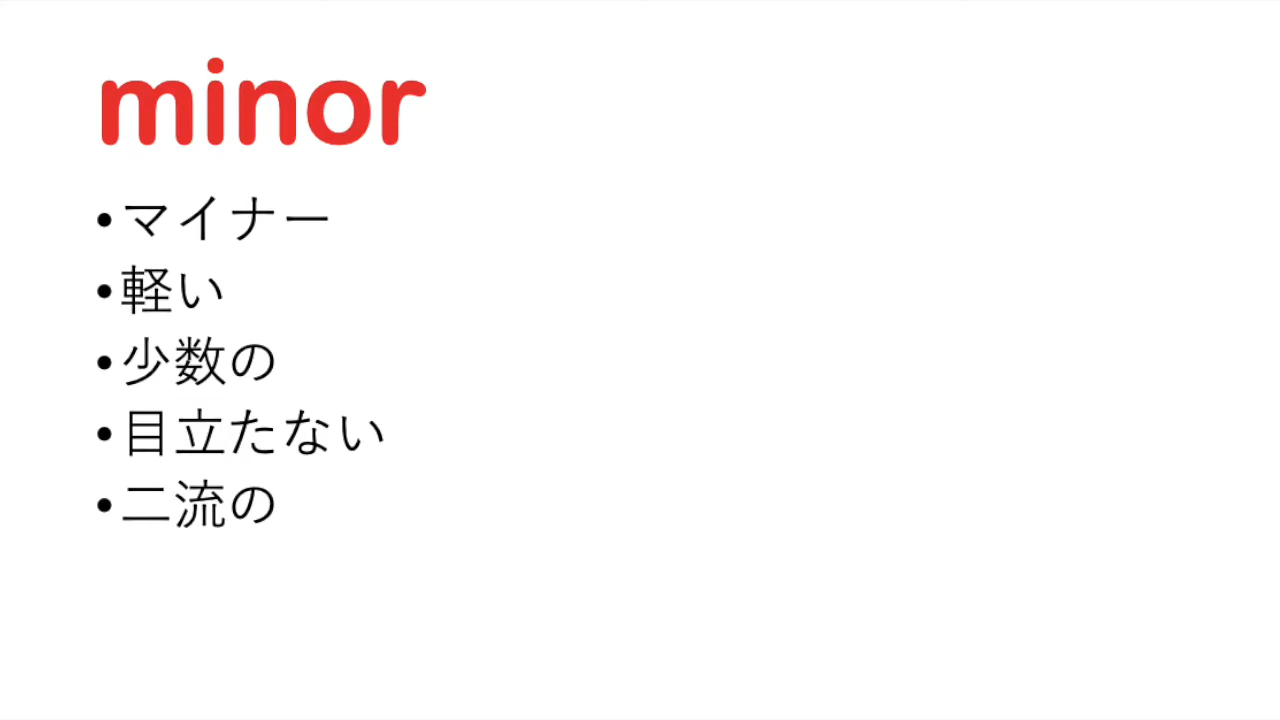 minor
•マイナー
•軽い
•少数の
•目立たない
•二流の